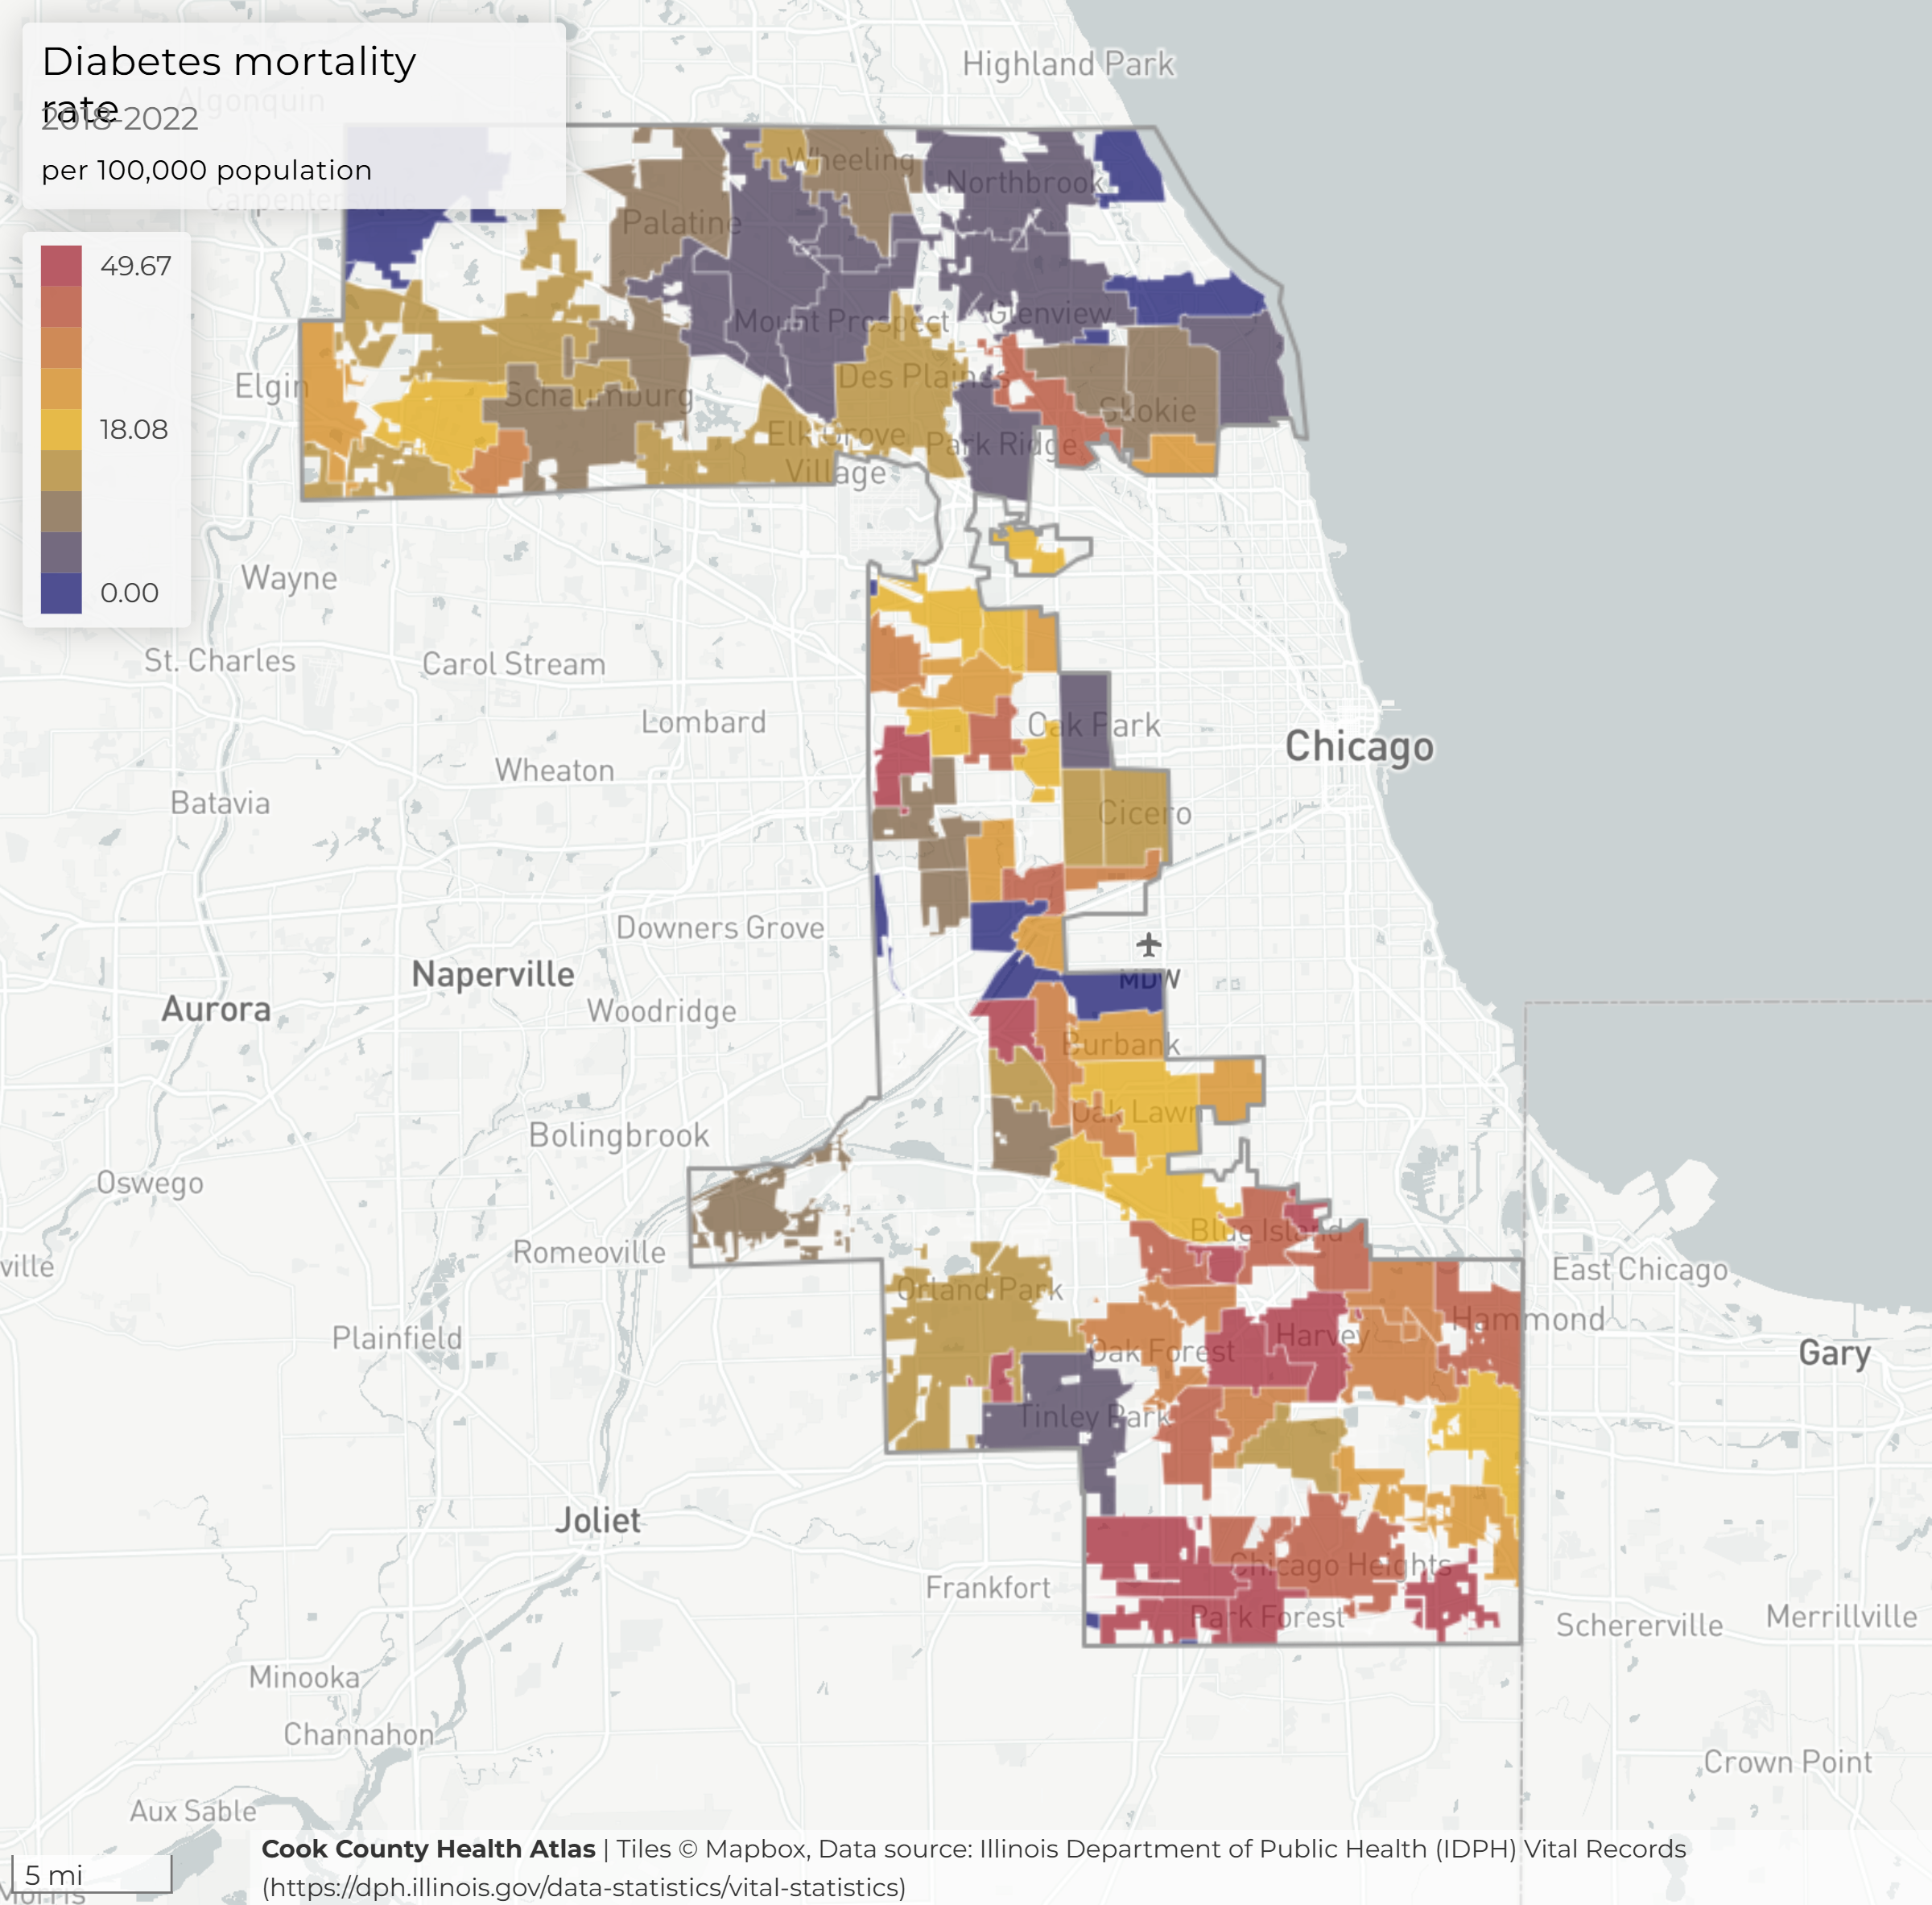 Diabetes mortality
rate
2018-2022
per 100,000 population
49.67
18.08
0.00
Highland Park
Algonquin
Wheeling
Northbrook
Palatine
Mount Prospect
Glenview
Elgin
Des Plaines
Schaumburg
Skokie
Elk Grove
Village
Park Ridge
Wayne
St. Charles
Carol Stream
Lombard
Oak Park
Chicago
Wheaton
Batavia
Cicero
Downers Grove
Naperville
MDW
Aurora
Woodridge
Burbank
Oak Lawn
Bolingbrook
Oswego
Blue Island
Romeoville
ville
East Chicago
Orland Park
Hammond
Plainfield
Harvey
Oak Forest
Gary
Tinley Park
Joliet
Chicago Heights
Frankfort
Park Forest
Schererville
Merrillville
Minooka
Channahon
Crown Point
Aux Sable
Cook County Health Atlas | Tiles © Mapbox, Data source: Illinois Department of Public Health (IDPH) Vital Records
(https://dph.illinois.gov/data-statistics/vital-statistics)
5 mi
Morris